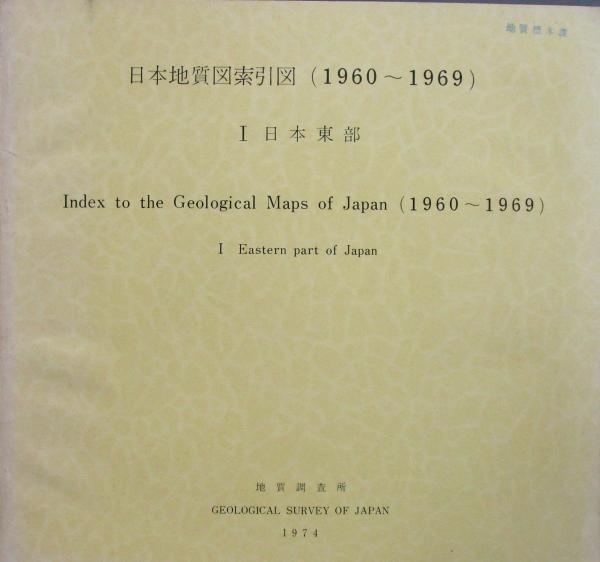 地質標本課
日本地質図索引図 (1960～1969)
I 日本東部
Index to the Geological Maps of Japan (1960～1969)
I Eastern part of Japan
地質調査所
GEOLOGICAL SURVEY OF JAPAN
1974